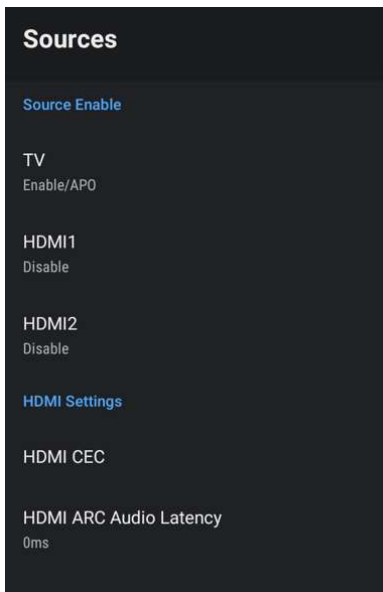 Sources
Source Enable
TV
Enable/APO
HDMI1
Disable
HDMI2
Disable
HDMI Settings
HDMI CEC
HDMI ARC Audio Latency
0ms